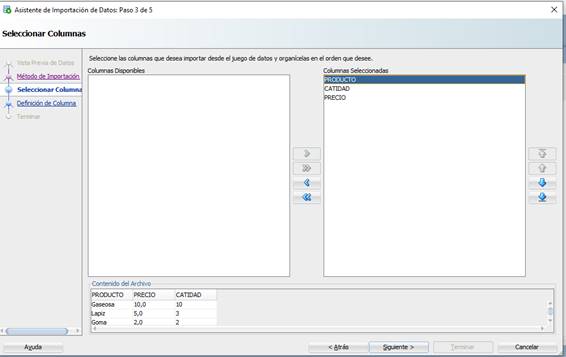 Asistente de Importación de Datos: Paso 3 de 5
Seleccionar Columnas
Vista Previa de Datos
Método de Importación
Seleccionar Columna
Definición de Columna
Terminar
Seleccione las columnas que desea importar desde el juego de datos y organícelas en el orden que desee.
Columnas Disponibles
Columnas Seleccionadas
PRODUCTO
CATIDAD
PRECIO
Contenido del Archivo
PRODUCTO PRECIO CATIDAD
Gaseosa 10,0 10
Lapiz 5,0 3
Goma 2,0 2
Ayuda < Atrás Siguiente > Terminar Cancelar